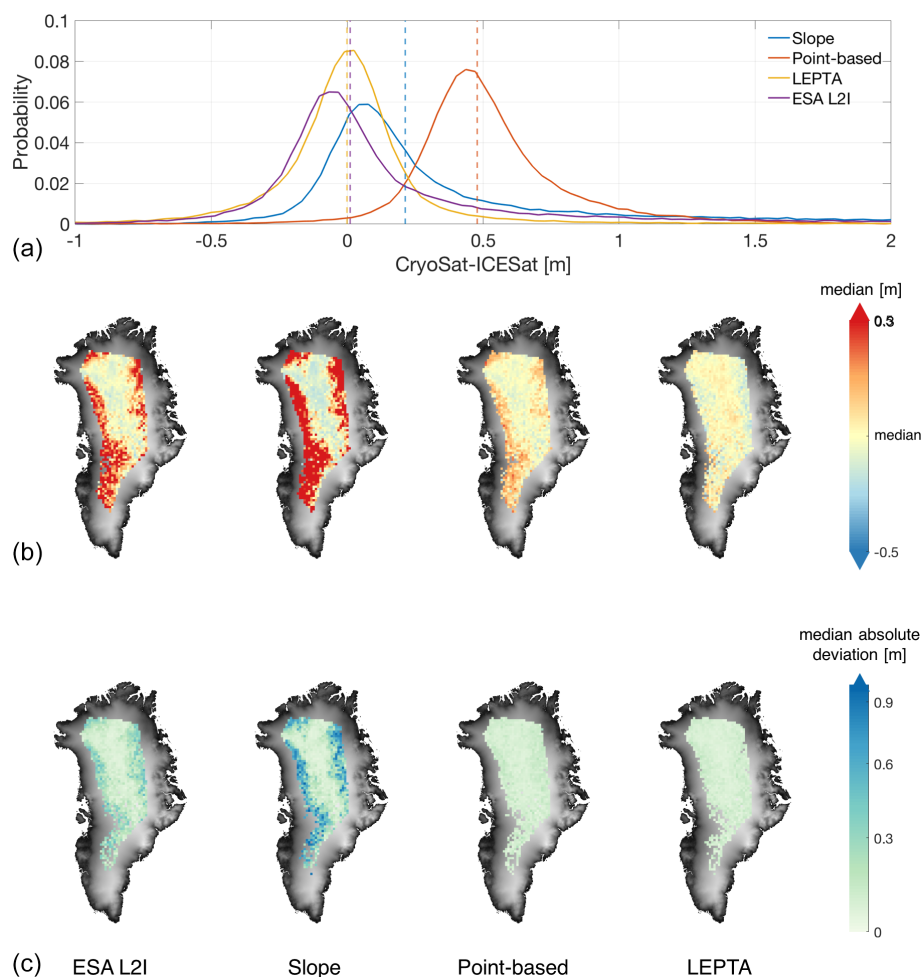 (a)
0.1
0.08
0.06
0.04
0.02
0
Probability
Slope
Point-based
LEPTA
ESA L2I
-1 -0.5 0 0.5 1 1.5 2
CryoSat-ICESat [m]
median [m]
median
-0.5
(b)
median absolute
deviation [m]
0.9
0.6
0.3
0
(c)
ESA L2I Slope Point-based LEPTA